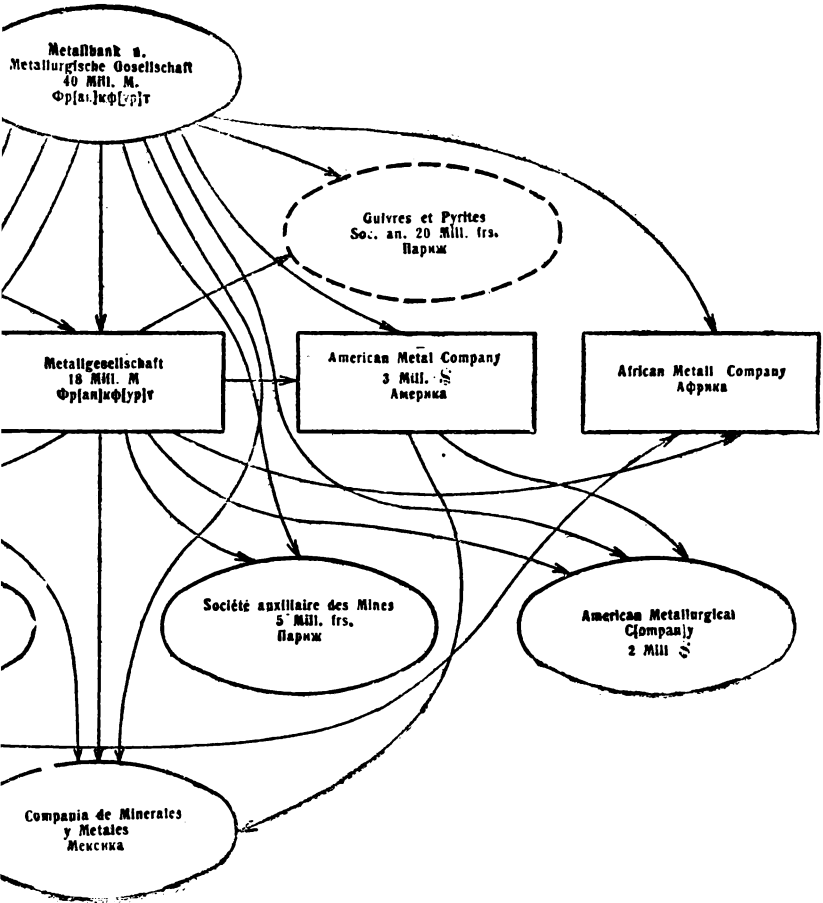 Metallbank u.
Metallurgische Gosellschaft
40 Mill. M.
Фр[ан]кф[ур]т
Guivres et Pyrites
Soc. an. 20 Mill. frs.
Париж
Metallgesellschaft
18 Mill. M
Фр[ан]кф[ур]т
American Metal Company
3 Mill. $
Америка
African Metall Company
Африка
Société auxiliaire des Mines
5 Mill. frs.
Париж
American Metallurgical
C[ompan]y
2 Mill $.
Compania de Minerales
y Metales
Мексика